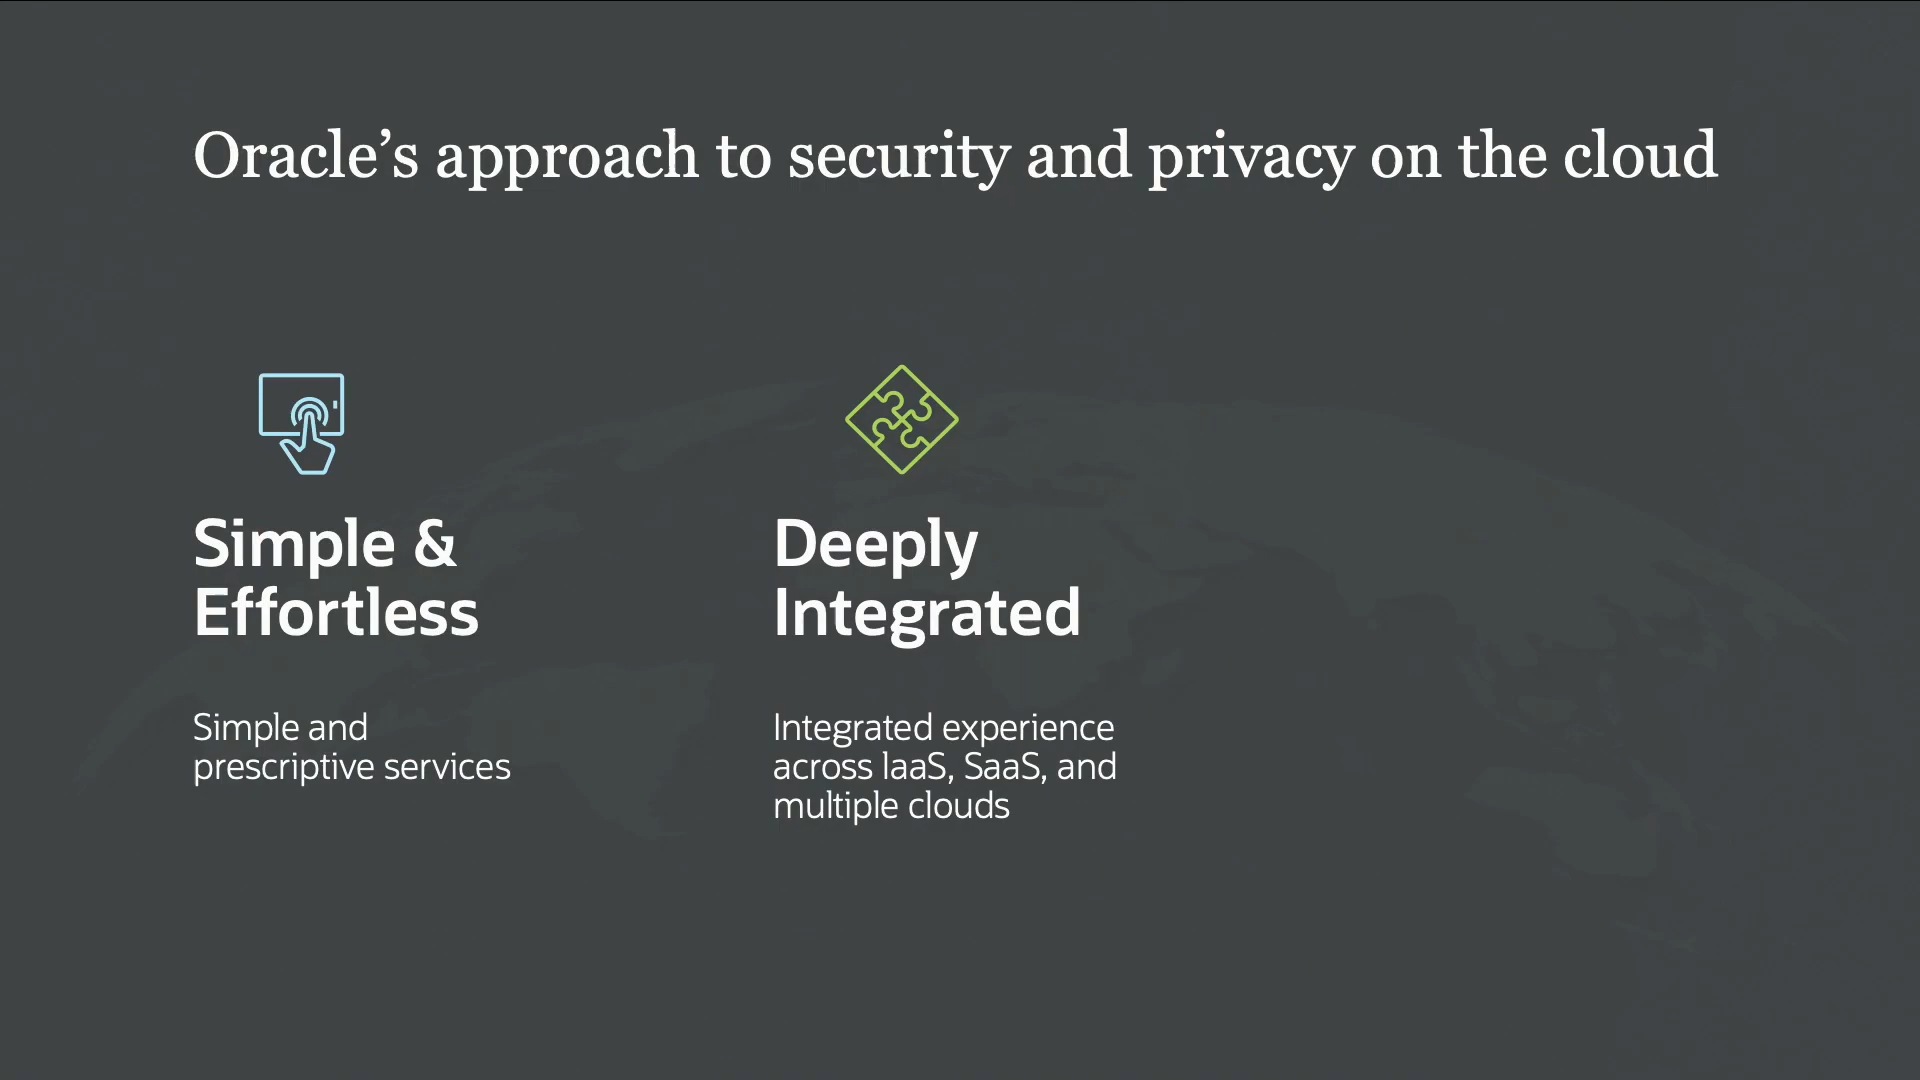 Oracle’s approach to security and privacy on the cloud
Simple &
Effortless
Simple and
prescriptive services
Deeply
Integrated
Integrated experience
across IaaS, SaaS, and
multiple clouds